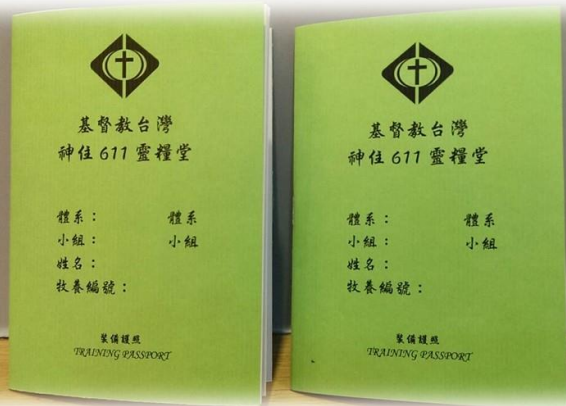 基督教台灣
神住611靈糧堂
體系： 體系
小組： 小組
姓名：
牧養編號：
裝備護照
TRAINING PASSPORT
基督教台灣
神住611靈糧堂
體系： 體系
小組： 小組
姓名：
牧養編號：
裝備護照
TRAINING PASSPORT